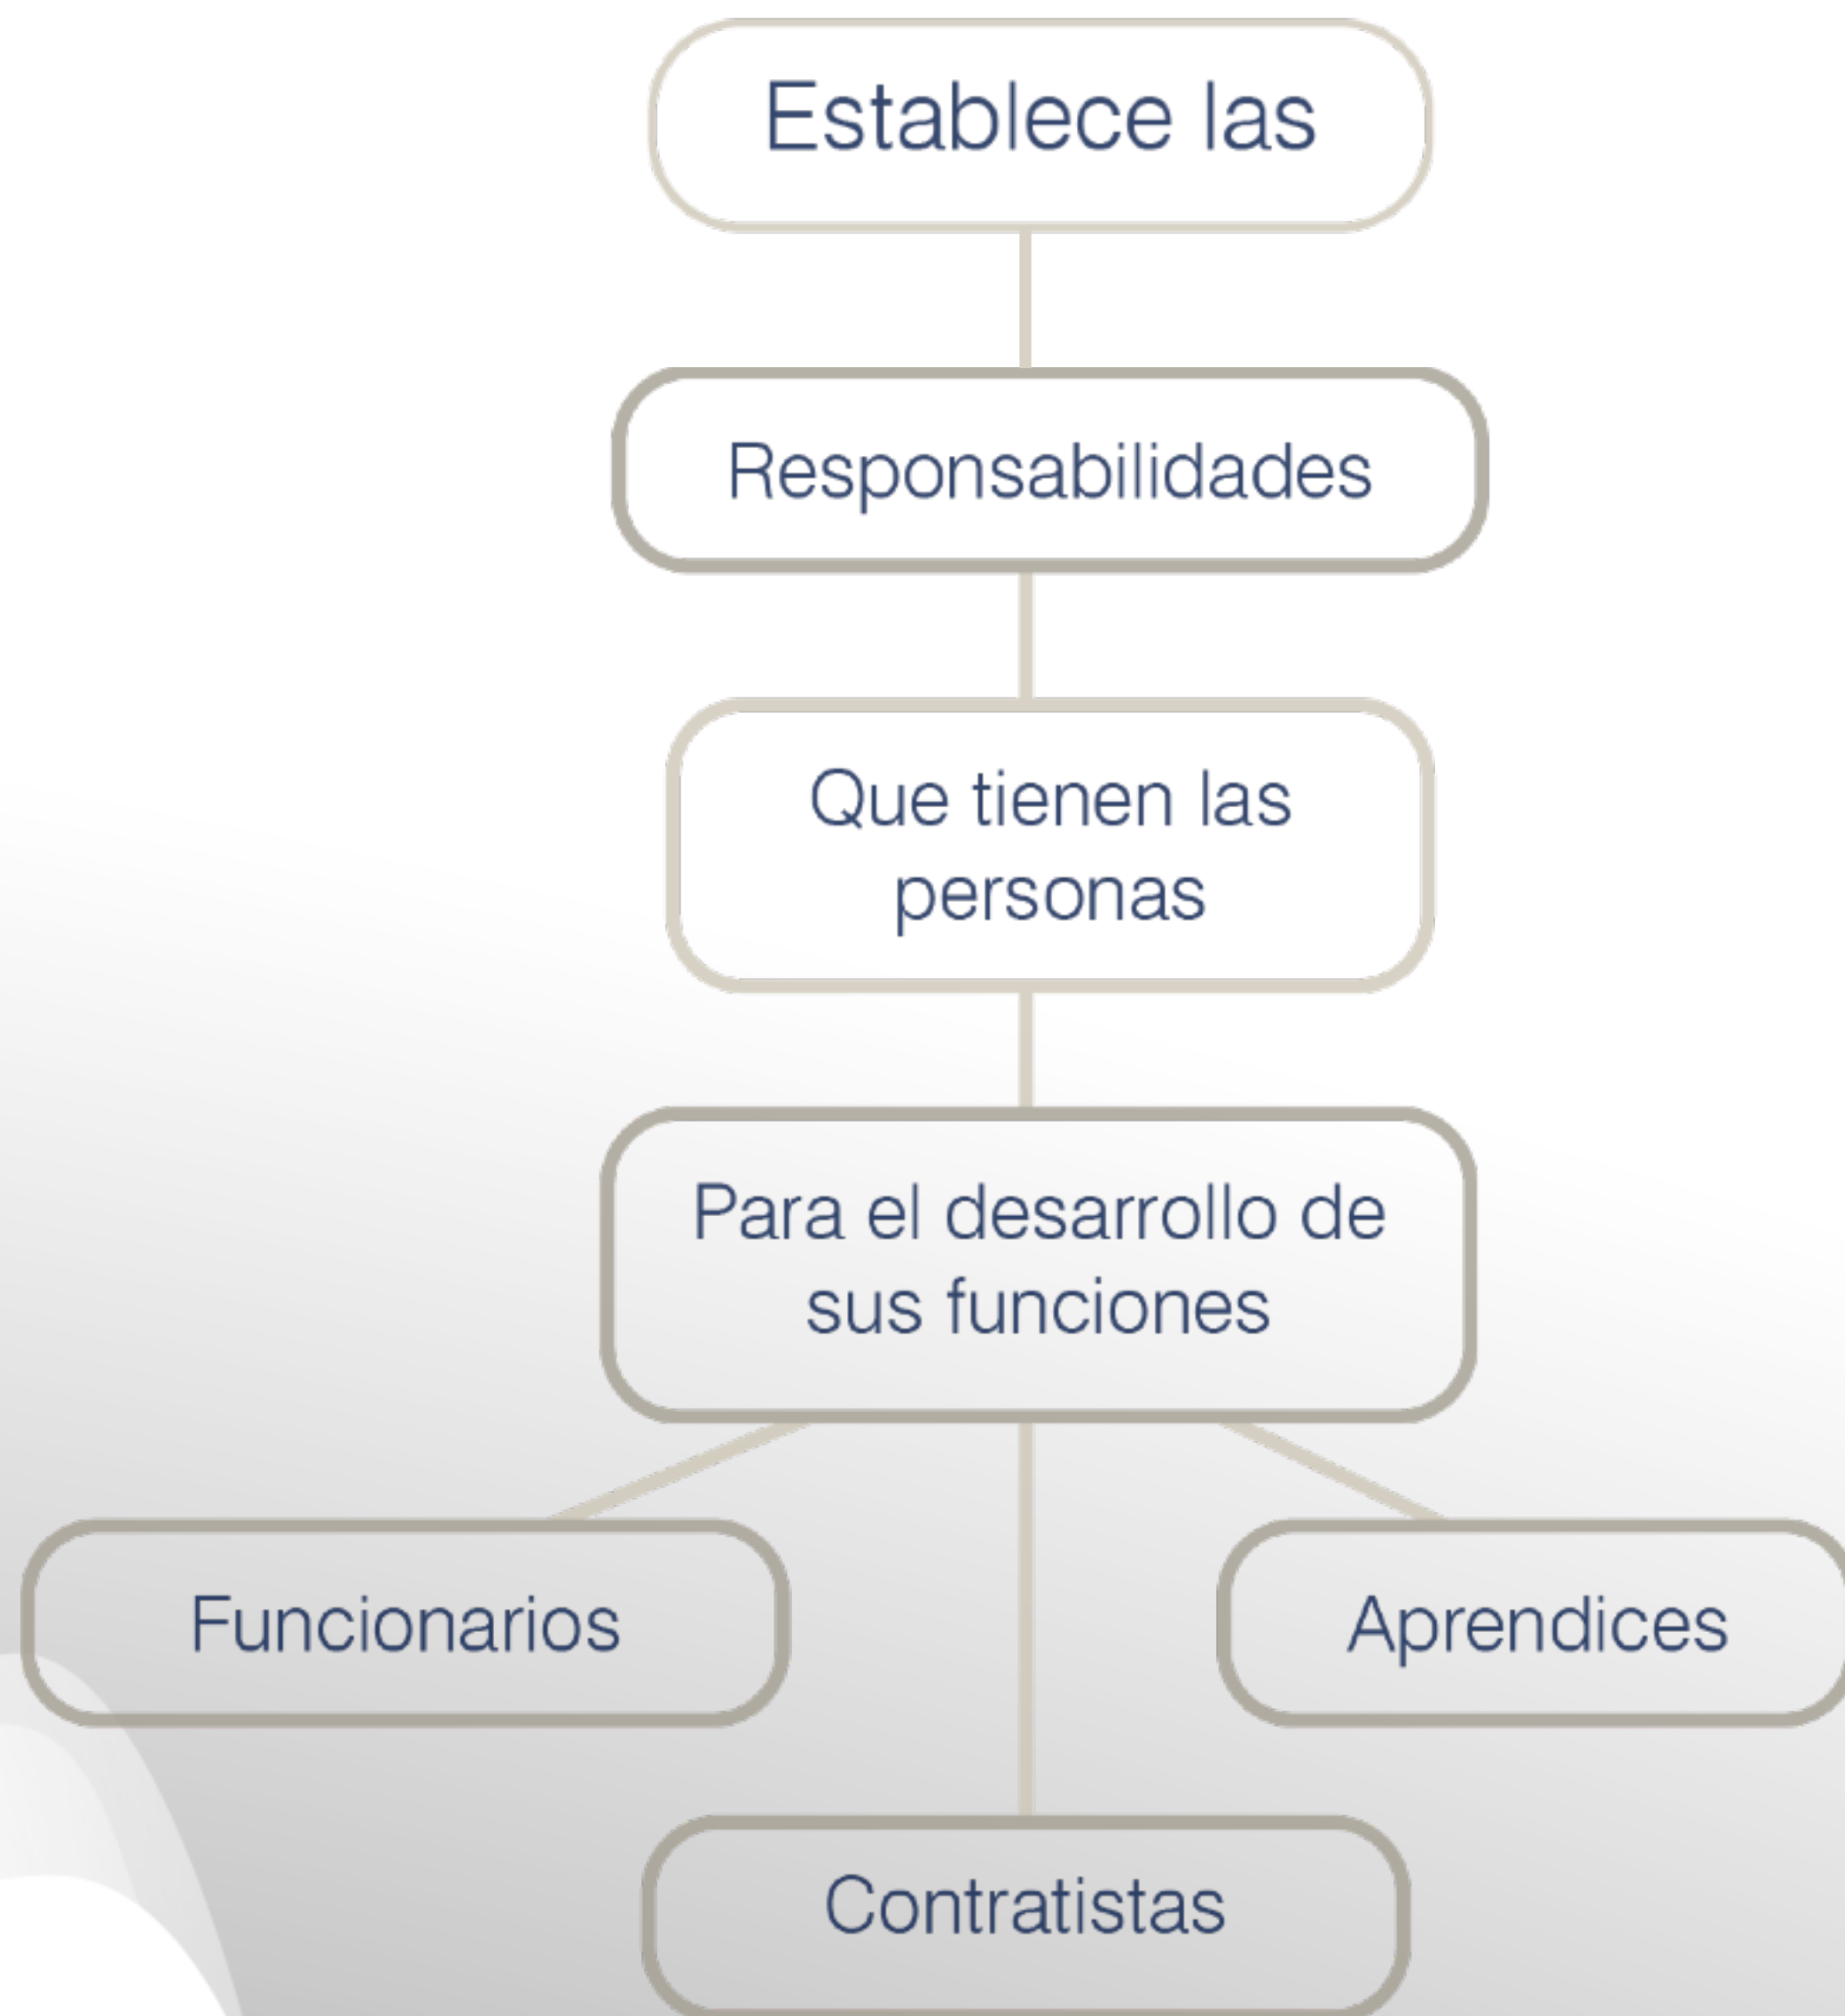 Establece las
Responsabilidades
Que tienen las
personas
Para el desarrollo de
sus funciones
Funcionarios
Aprendices
Contratistas